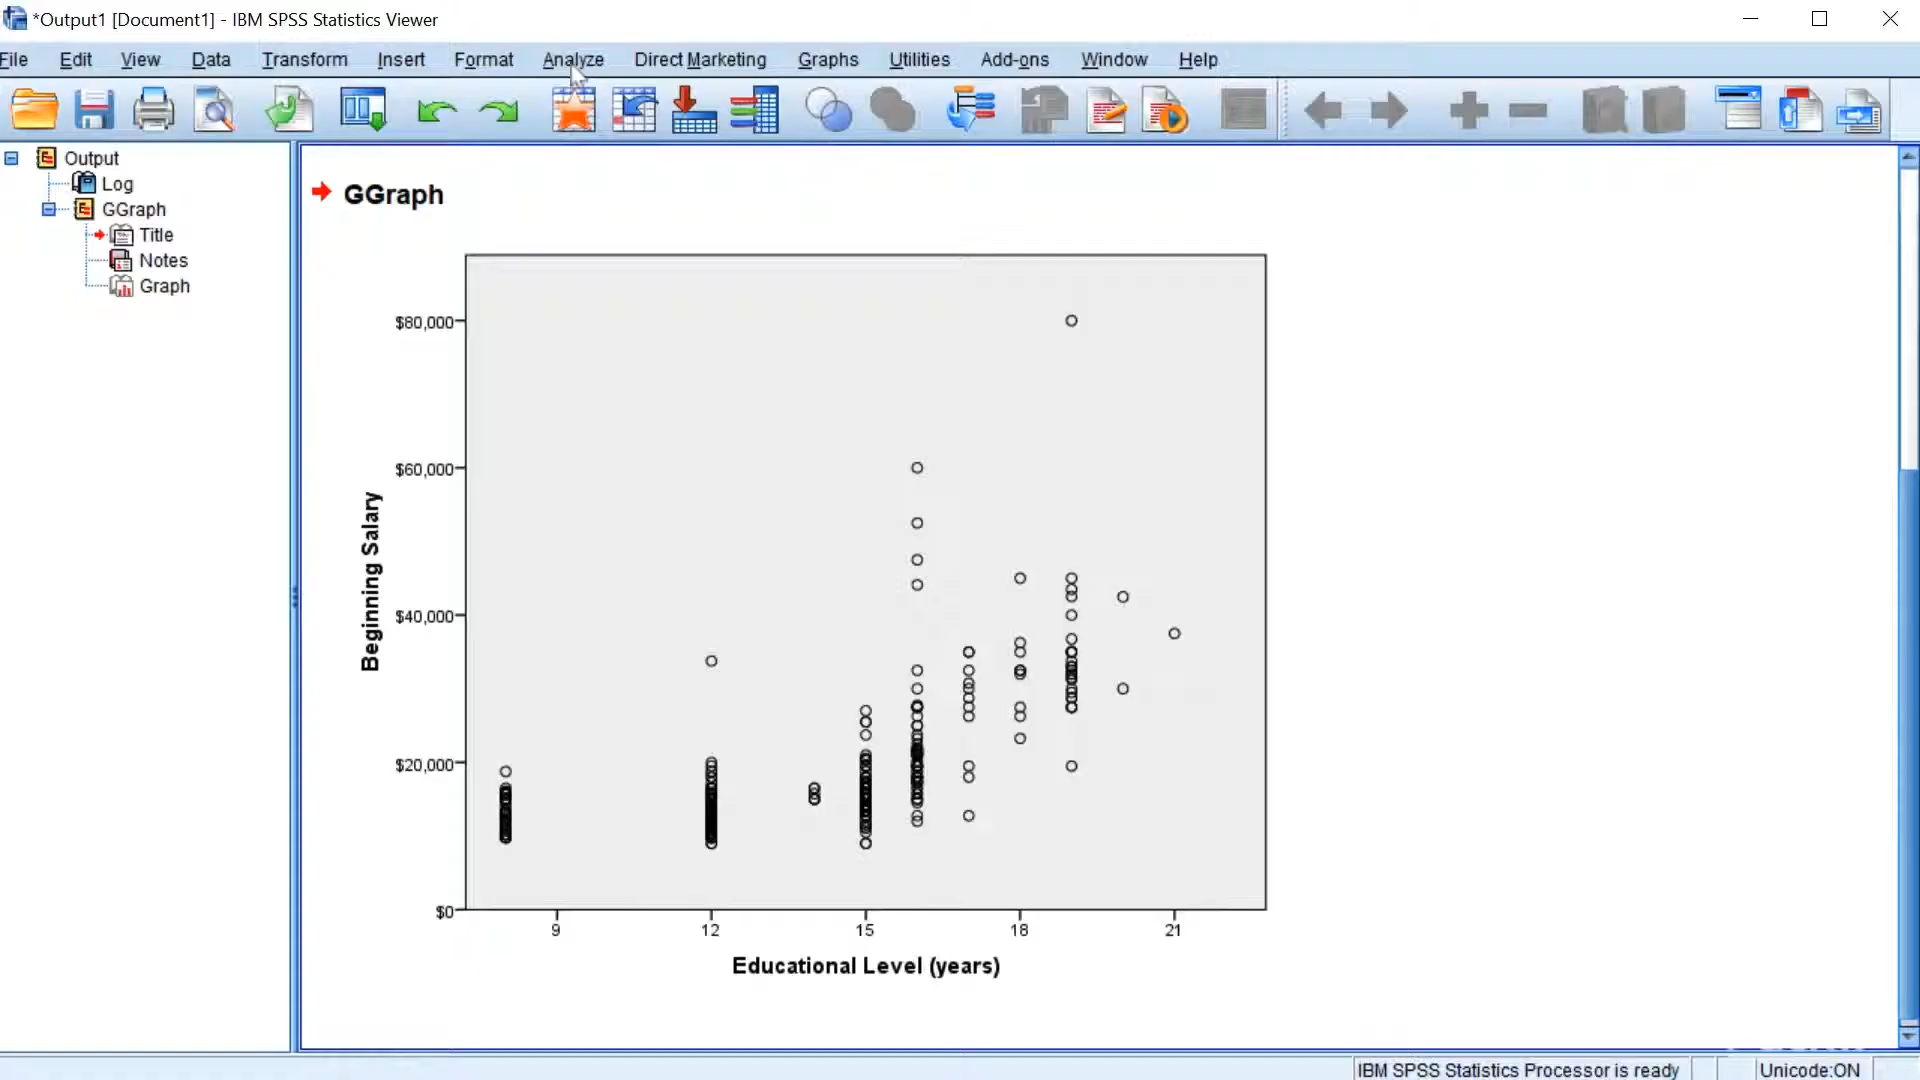 *Output1 [Document1] - IBM SPSS Statistics Viewer
File Edit View Data Transform Insert Format Analyze Direct Marketing Graphs Utilities Add-ons Window Help
Output
Log
GGraph
Title
Notes
Graph
GGraph
$80,000
$60,000
$40,000
$20,000
$0
Beginning Salary
9 12 15 18 21
Educational Level (years)
IBM SPSS Statistics Processor is ready
Unicode:ON